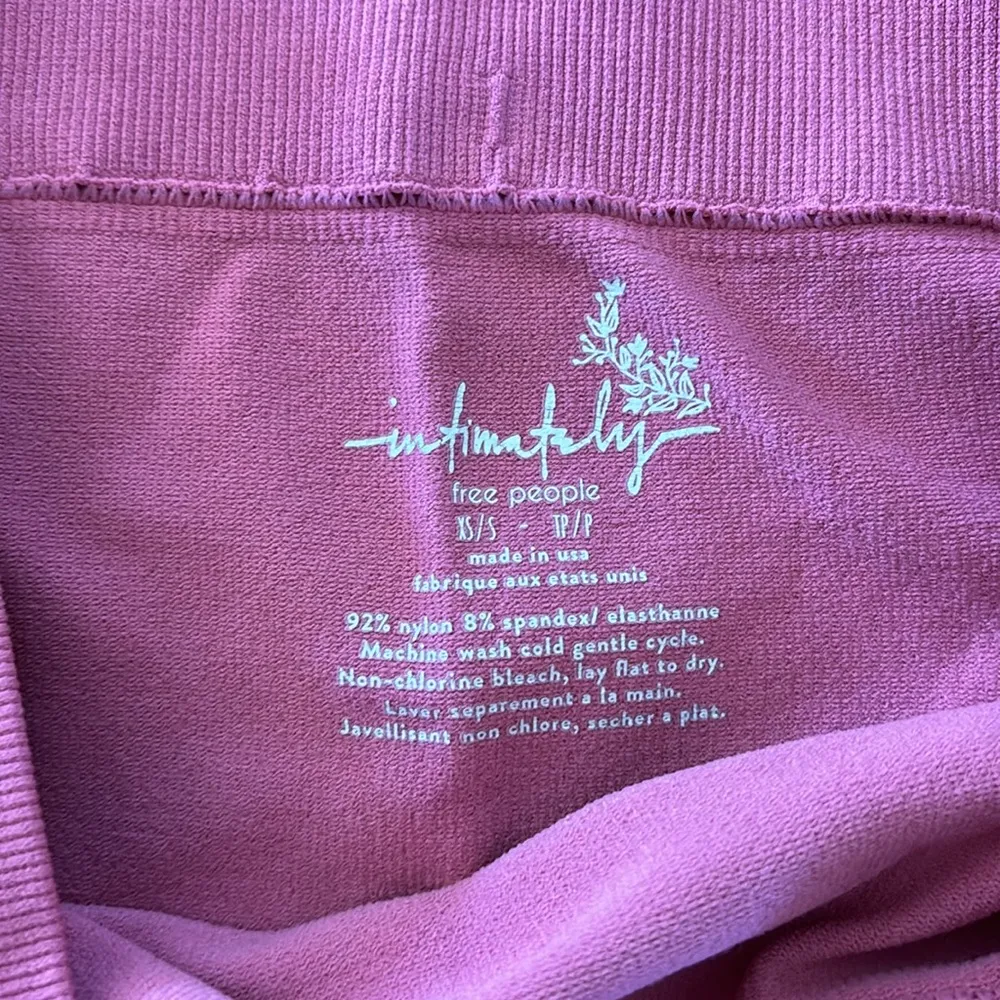 intimately
free people
XS/S - TP/P
made in usa
fabrique aux etats unis
92% nylon 8% spandex/ elasthanne
Machine wash cold gentle cycle.
Non-chlorine bleach, lay flat to dry.
Laver separement a la main.
Javellisant non chlore, secher a plat.